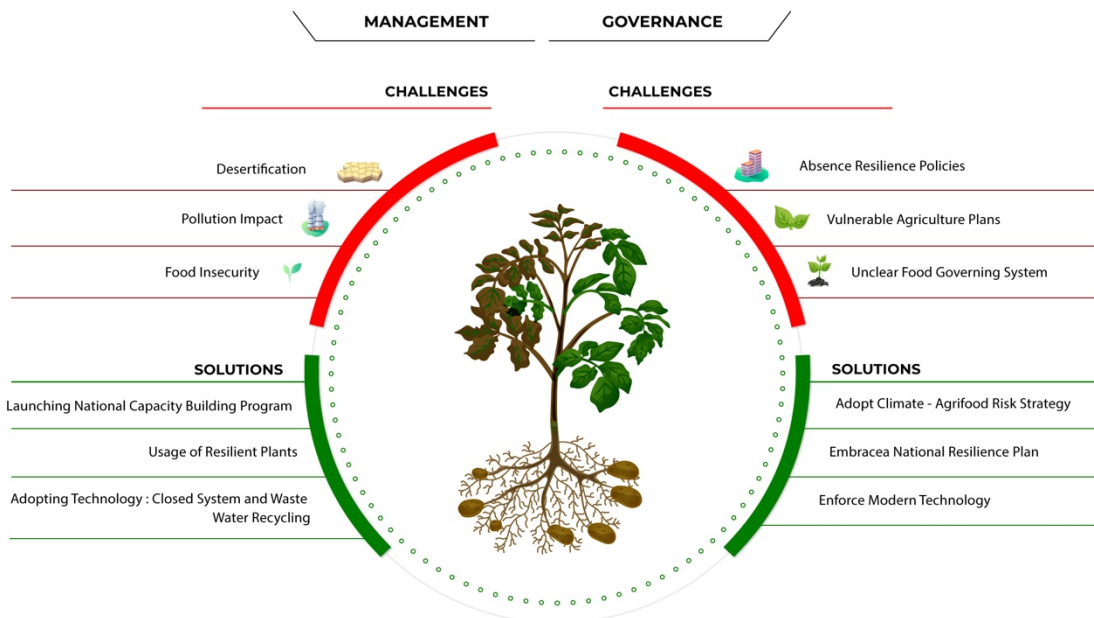 MANAGEMENT
GOVERNANCE
CHALLENGES
Desertification
Pollution Impact
Food Insecurity
SOLUTIONS
Launching National Capacity Building Program
Usage of Resilient Plants
Adopting Technology : Closed System and Waste
Water Recycling
CHALLENGES
Absence Resilience Policies
Vulnerable Agriculture Plans
Unclear Food Governing System
SOLUTIONS
Adopt Climate - Agrifood Risk Strategy
Embracea National Resilience Plan
Enforce Modern Technology